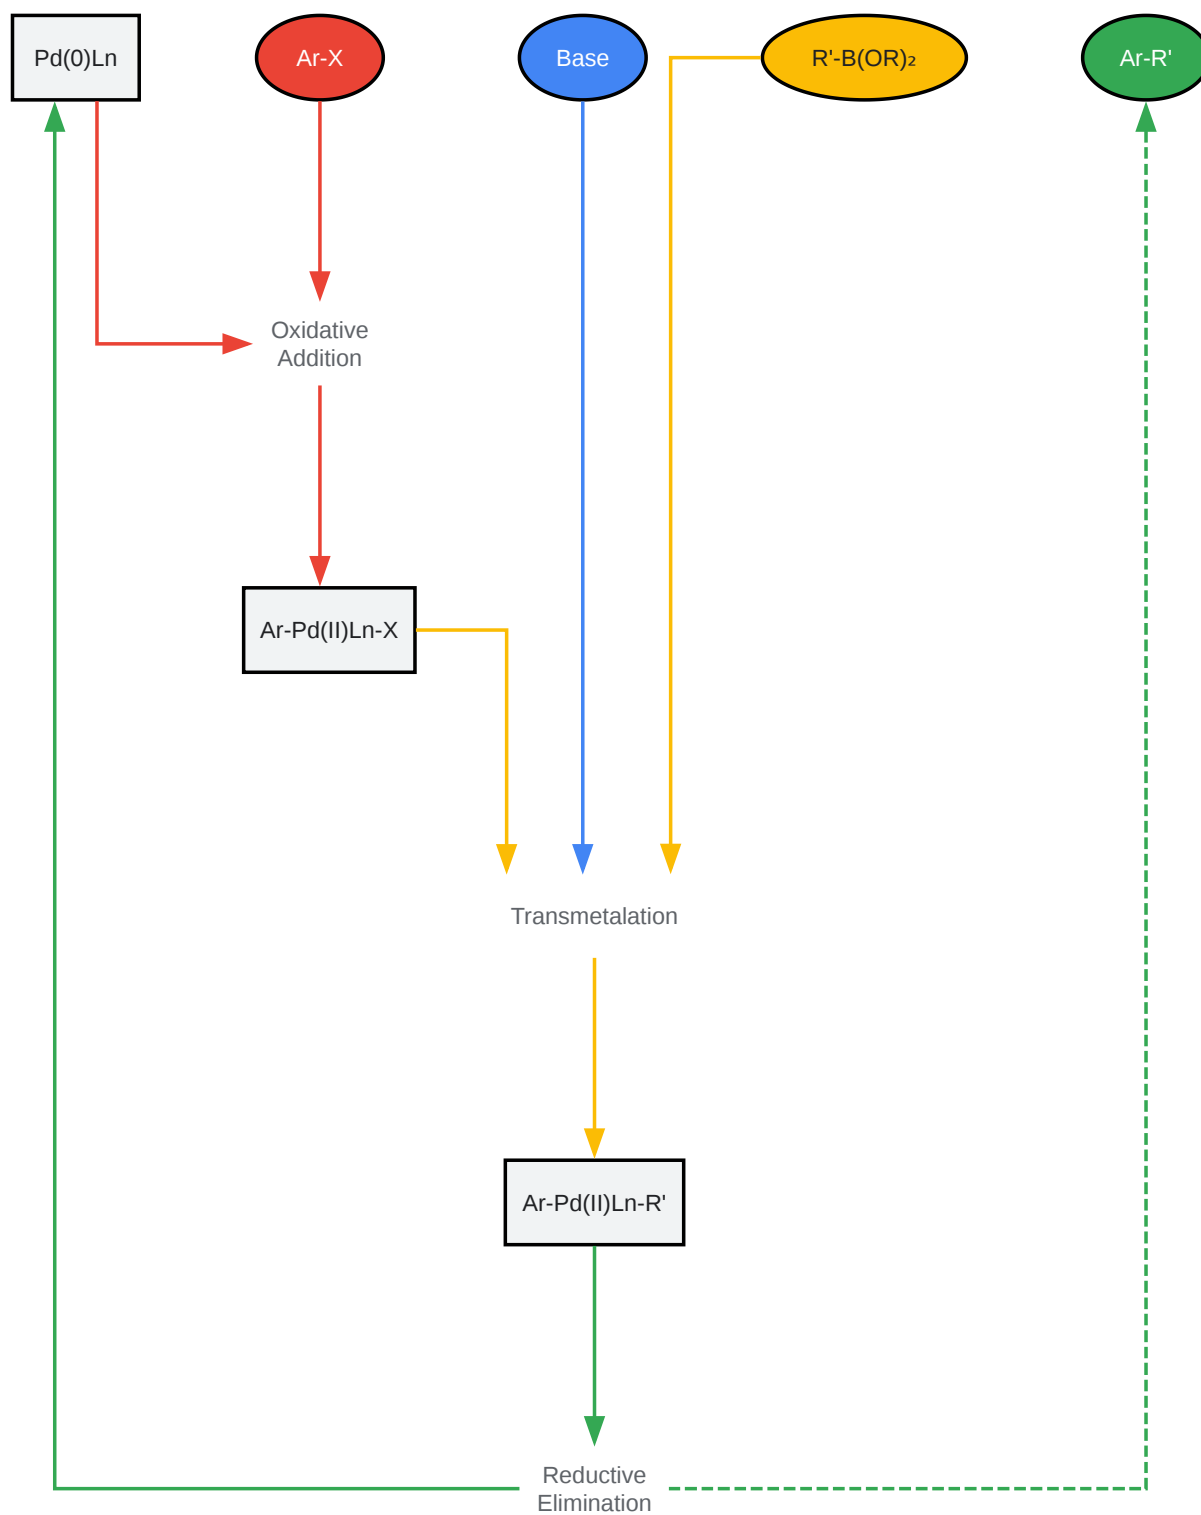 Pd(0)Ln
Ar-X
Base
R'-B(OR)₂
Ar-R'
Oxidative
Addition
Ar-Pd(II)Ln-X
Transmetalation
Ar-Pd(II)Ln-R'
Reductive
Elimination